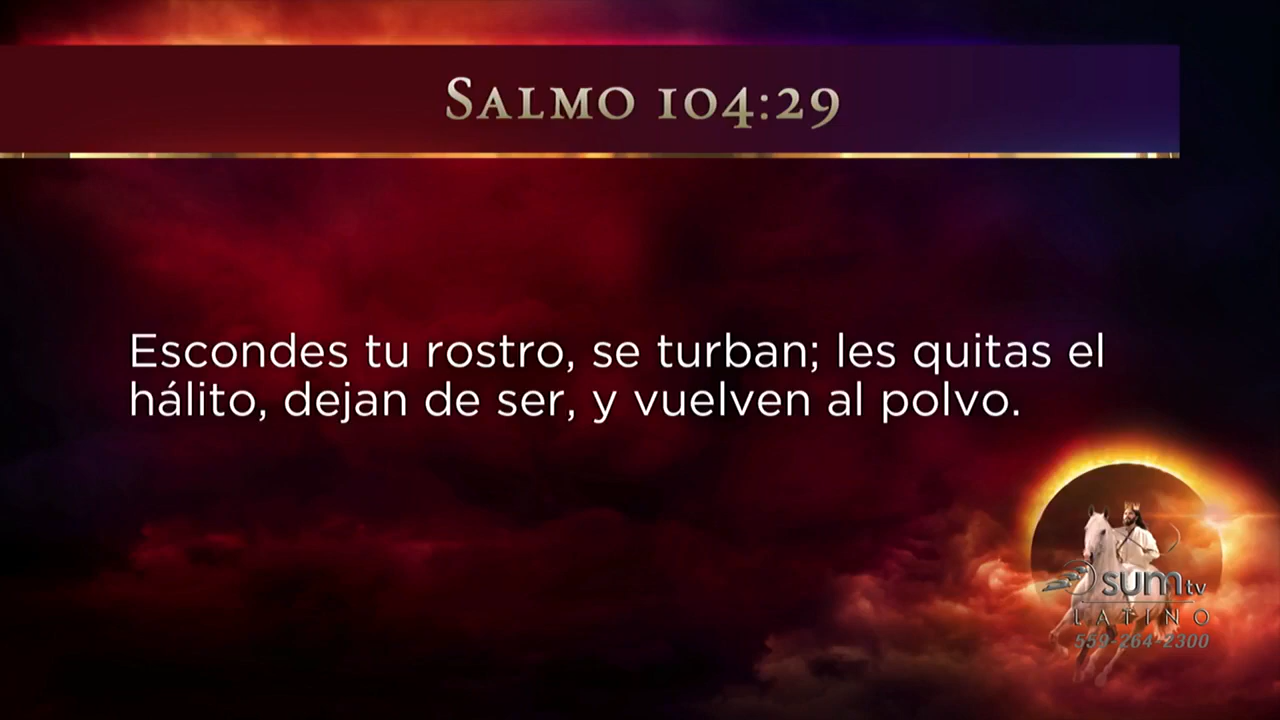 Salmo 104:29
Escondes tu rostro, se turban; les quitas el
hálito, dejan de ser, y vuelven al polvo.
sumtv
LATINO
559-264-2300